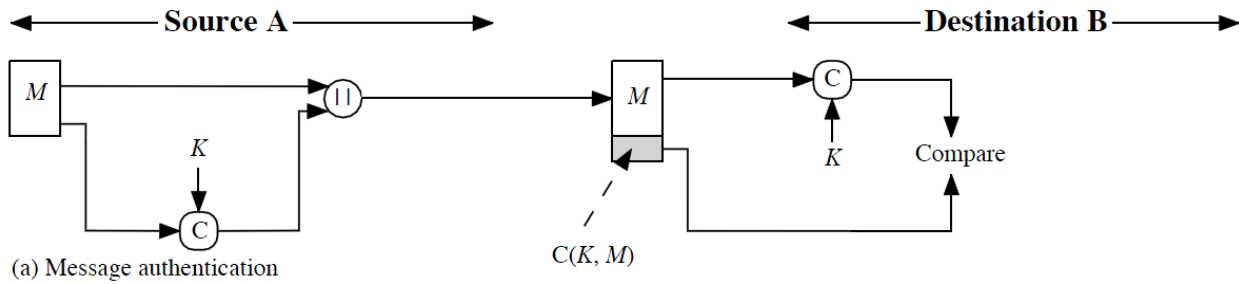 Source A
Destination B
M
||
M
C
K
K
Compare
C
C(K, M)
(a) Message authentication